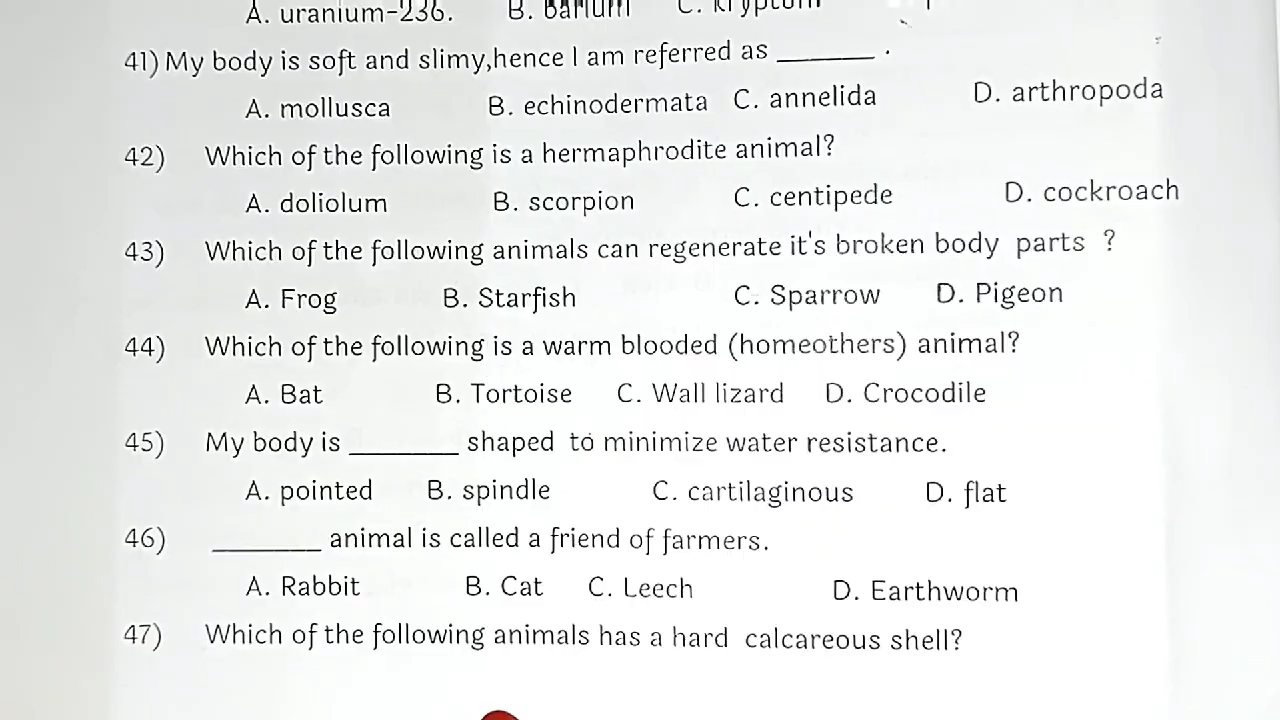 A. uranium-236. B. barium C. krypton
41) My body is soft and slimy,hence I am referred as ________ .
A. mollusca B. echinodermata C. annelida D. arthropoda
42) Which of the following is a hermaphrodite animal?
A. doliolum B. scorpion C. centipede D. cockroach
43) Which of the following animals can regenerate it's broken body parts ?
A. Frog B. Starfish C. Sparrow D. Pigeon
44) Which of the following is a warm blooded (homeothers) animal?
A. Bat B. Tortoise C. Wall lizard D. Crocodile
45) My body is ________ shaped to minimize water resistance.
A. pointed B. spindle C. cartilaginous D. flat
46) ________ animal is called a friend of farmers.
A. Rabbit B. Cat C. Leech D. Earthworm
47) Which of the following animals has a hard calcareous shell?